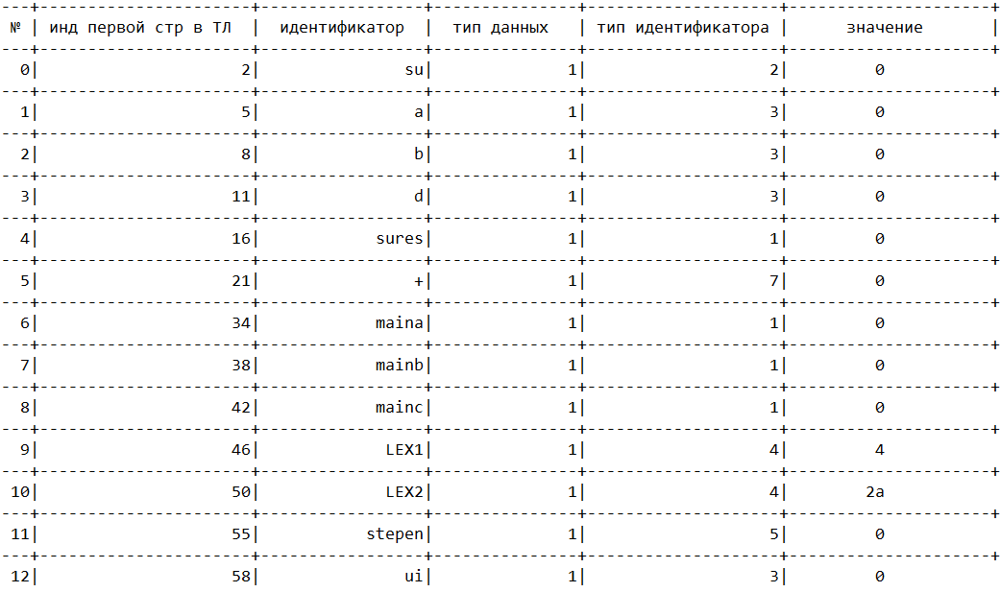 ---+----------------------+-----------------+---------------+--------------------+---------------------+
№ | инд первой стр в ТЛ | идентификатор | тип данных | тип идентификатора | значение |
---+----------------------+-----------------+---------------+--------------------+---------------------+
0| 2| su| 1| 2| 0
---+----------------------+-----------------+---------------+--------------------+---------------------+
1| 5| a| 1| 3| 0
---+----------------------+-----------------+---------------+--------------------+---------------------+
2| 8| b| 1| 3| 0
---+----------------------+-----------------+---------------+--------------------+---------------------+
3| 11| d| 1| 3| 0
---+----------------------+-----------------+---------------+--------------------+---------------------+
4| 16| sures| 1| 1| 0
---+----------------------+-----------------+---------------+--------------------+---------------------+
5| 21| +| 1| 7| 0
---+----------------------+-----------------+---------------+--------------------+---------------------+
6| 34| maina| 1| 1| 0
---+----------------------+-----------------+---------------+--------------------+---------------------+
7| 38| mainb| 1| 1| 0
---+----------------------+-----------------+---------------+--------------------+---------------------+
8| 42| mainc| 1| 1| 0
---+----------------------+-----------------+---------------+--------------------+---------------------+
9| 46| LEX1| 1| 4| 4
---+----------------------+-----------------+---------------+--------------------+---------------------+
10| 50| LEX2| 1| 4| 2a
---+----------------------+-----------------+---------------+--------------------+---------------------+
11| 55| stepen| 1| 5| 0
---+----------------------+-----------------+---------------+--------------------+---------------------+
12| 58| ui| 1| 3| 0